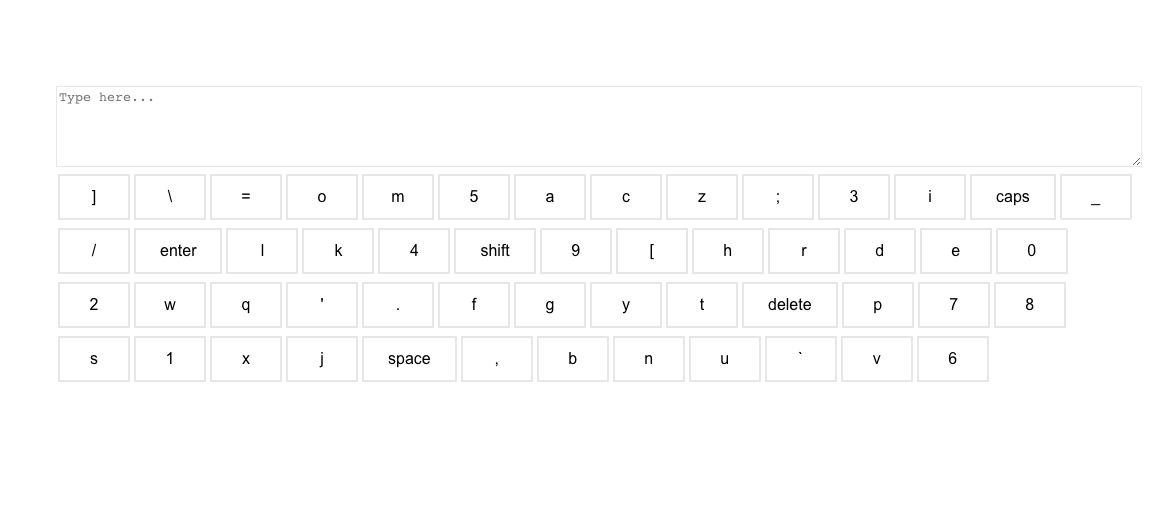 Type here...
] \ = o m 5 a c z ; 3 i caps _
/ enter l k 4 shift 9 [ h r d e 0
2 w q ' . f g y t delete p 7 8
s 1 x j space , b n u ` v 6